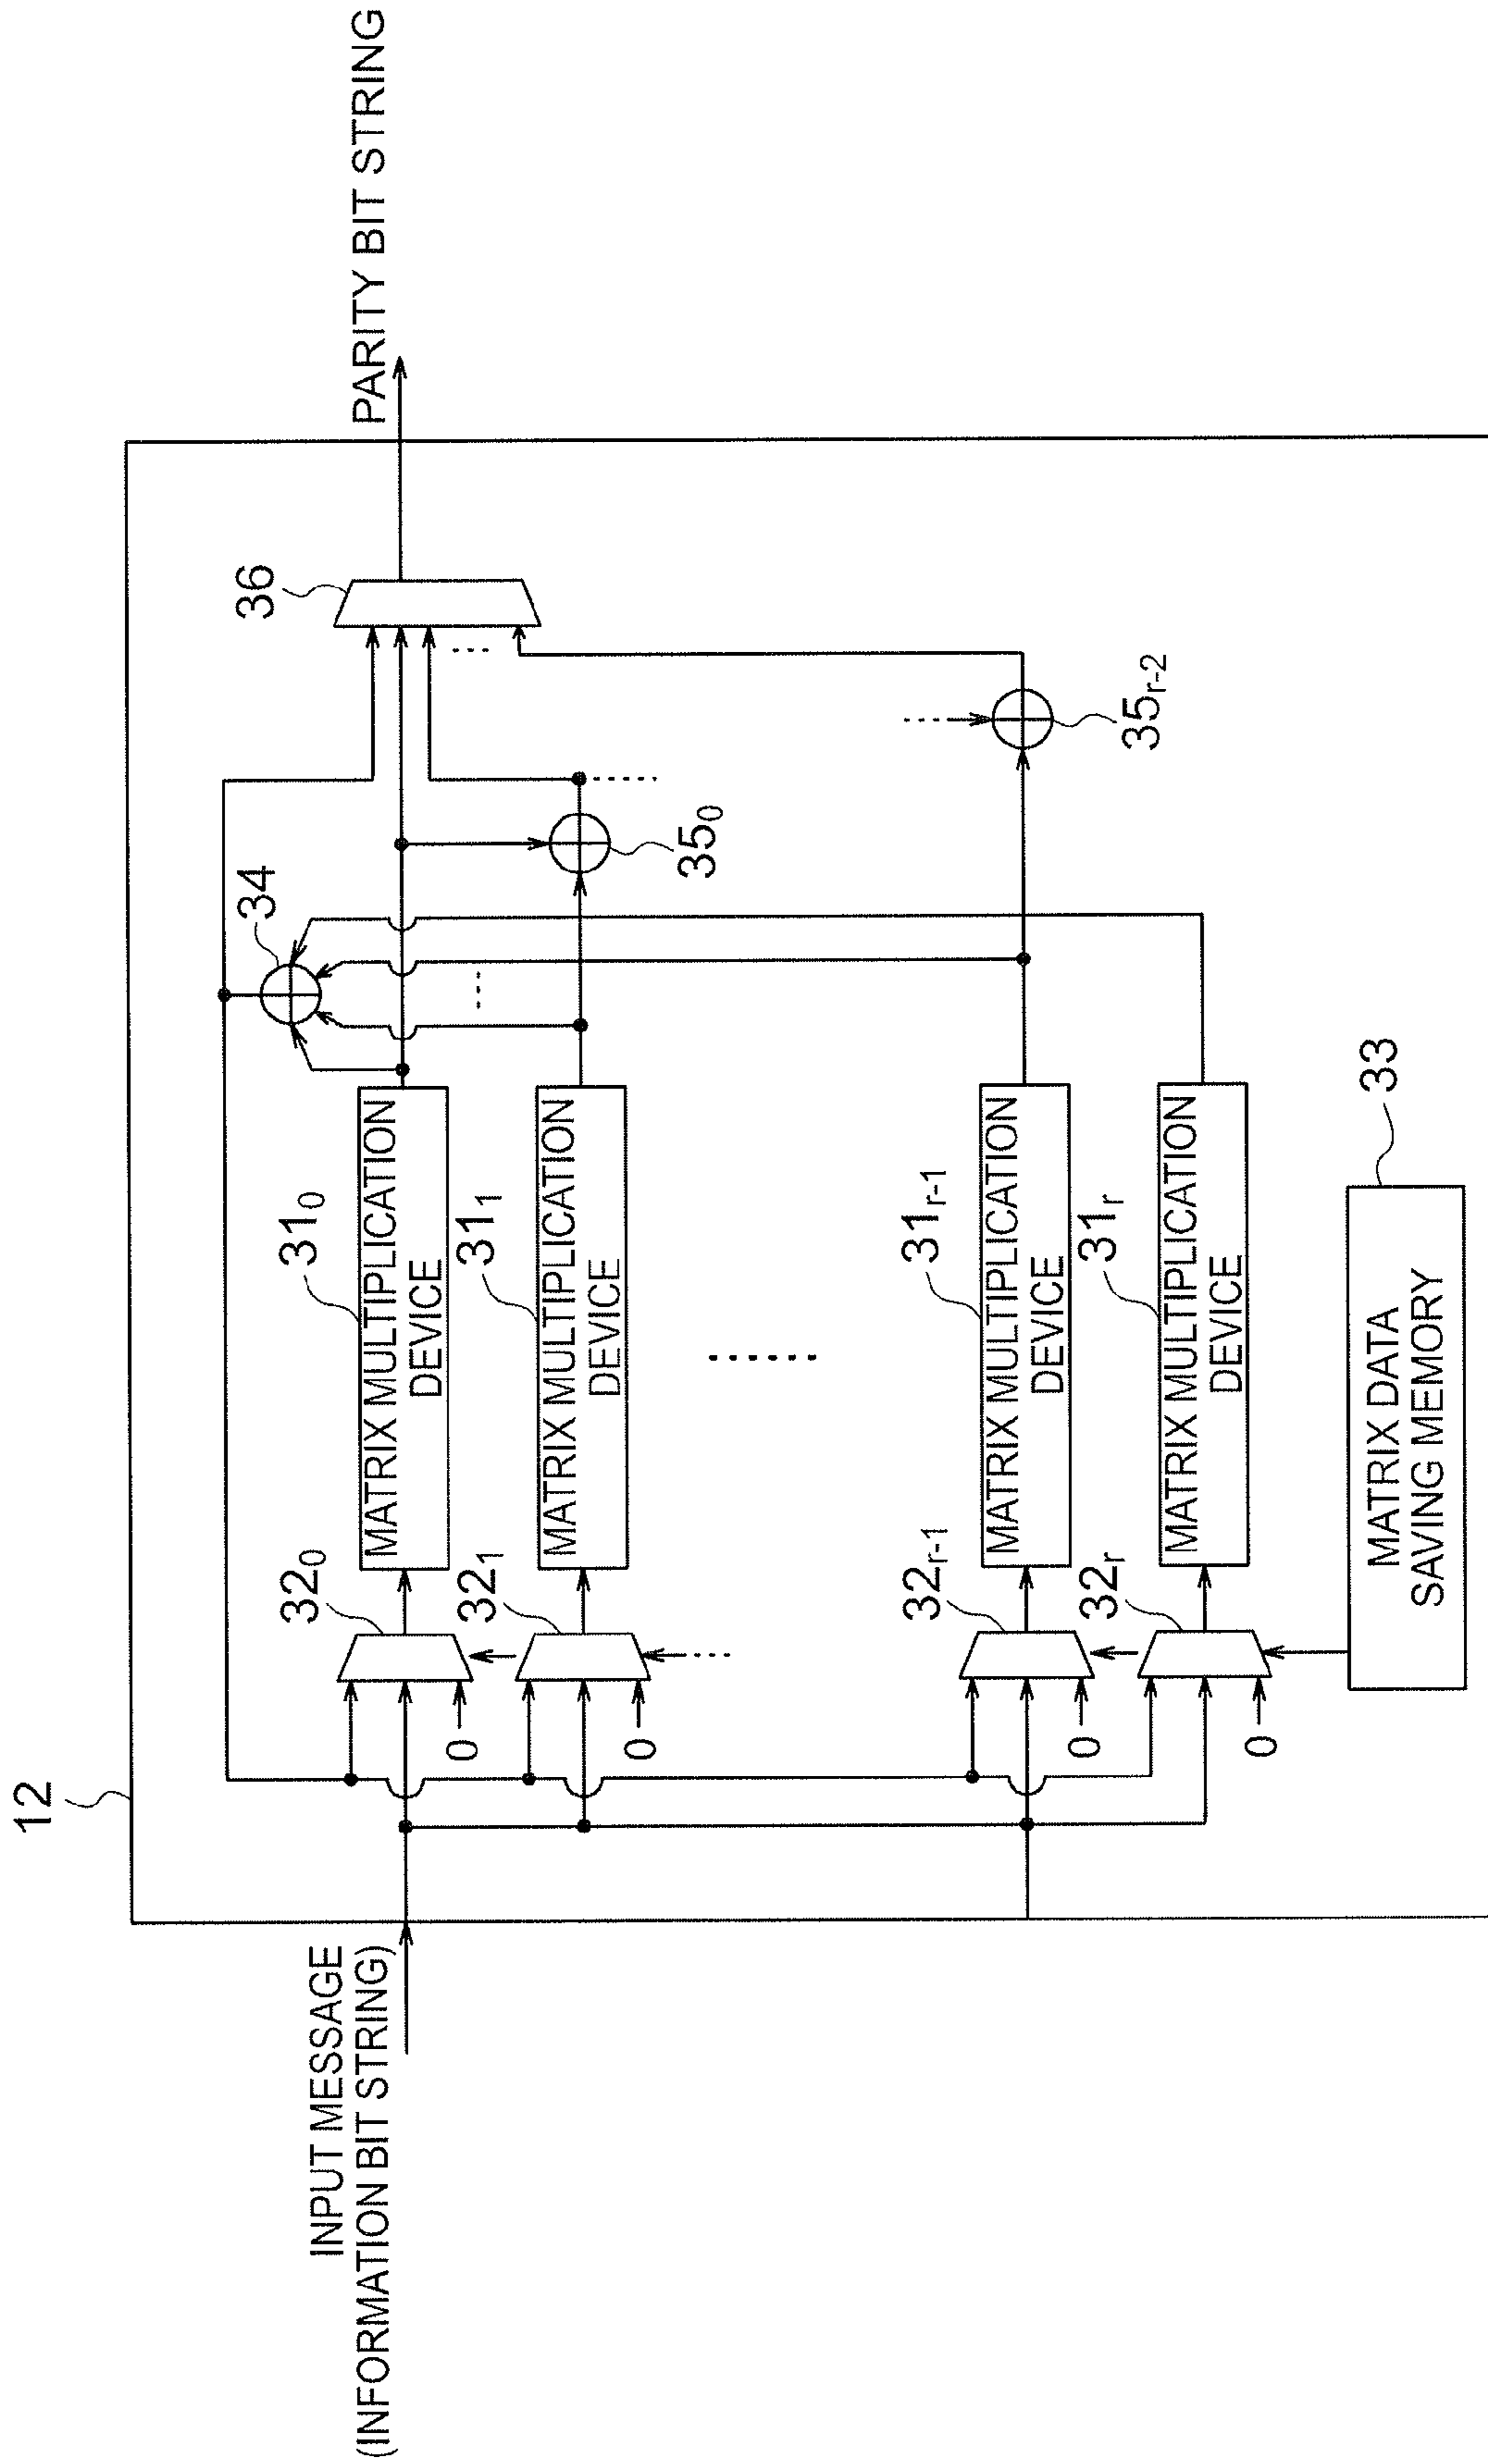 12
INPUT MESSAGE
(INFORMATION BIT STRING)
PARITY BIT STRING
34
36
32₀
31₀
MATRIX MULTIPLICATION
DEVICE
0
32₁
31₁
MATRIX MULTIPLICATION
DEVICE
35₀
0
32ᵣ₋₁
31ᵣ₋₁
MATRIX MULTIPLICATION
DEVICE
35ᵣ₋₂
0
32ᵣ
31ᵣ
MATRIX MULTIPLICATION
DEVICE
0
33
MATRIX DATA
SAVING MEMORY